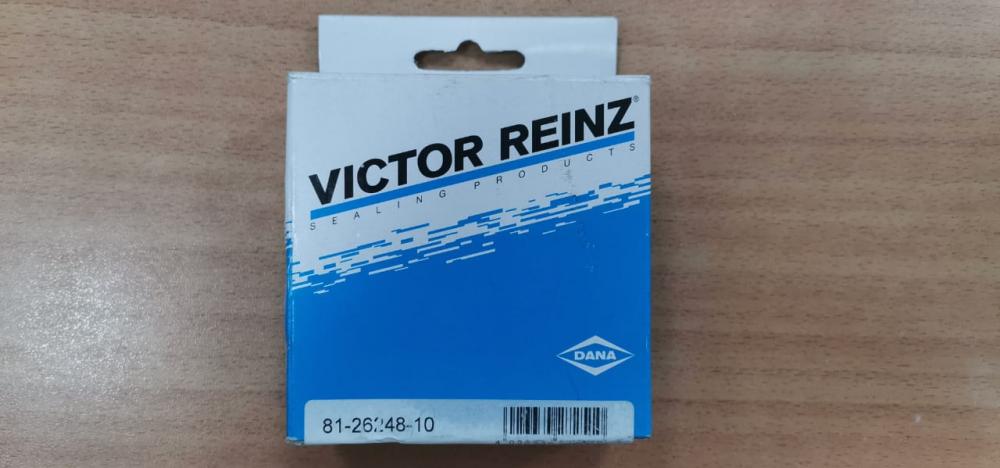 VICTOR REINZ®
SEALING PRODUCTS
DANA
81-26248-10